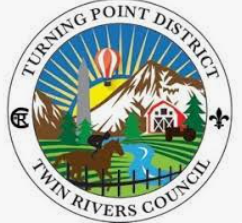 TURNING POINT DISTRICT
TWIN RIVERS COUNCIL